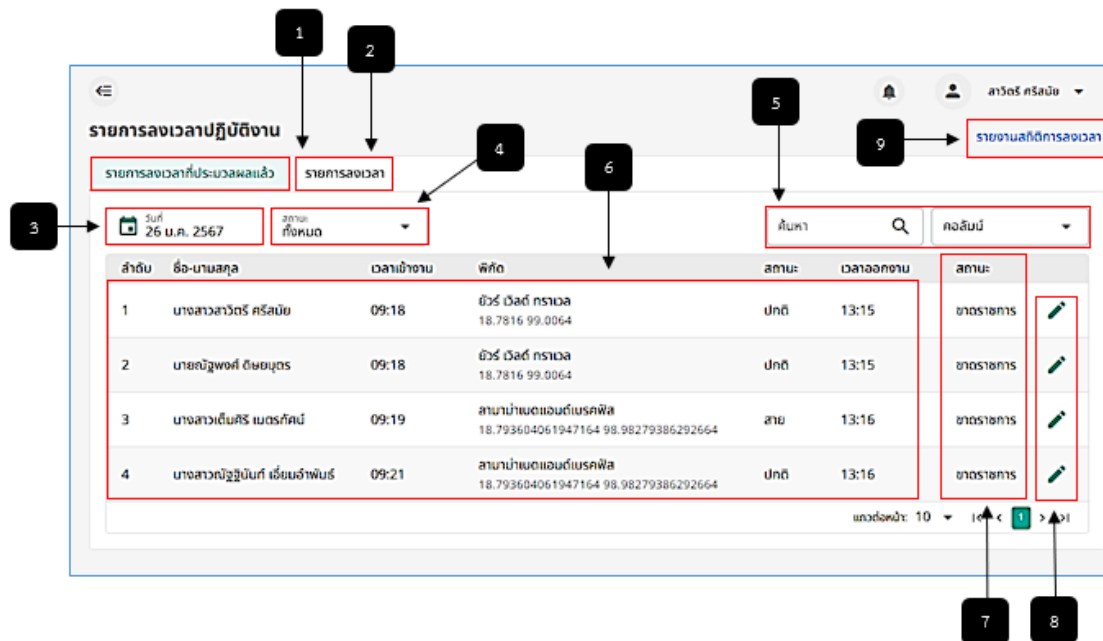 1
2
5
สาวิตรี ศรีสมัย
รายการลงเวลาปฏิบัติงาน
4
9
รายงานสถิติการลงเวลา
6
รายการลงเวลาที่ประมวลผลแล้ว
รายการลงเวลา
3
วันที่
26 ม.ค. 2567
สถานะ
ทั้งหมด
ค้นหา
คอลัมน์
ลำดับ ชื่อ-นามสกุล เวลาเข้างาน พิกัด สถานะ เวลาออกงาน สถานะ
1 นางสาวสาวิตรี ศรีสมัย 09:18 ยัวร์ เวิลด์ ทราเวล ปกติ 13:15 ขาดราชการ
18.7816 99.0064
2 นายณัฐพงศ์ ดิษยบุตร 09:18 ยัวร์ เวิลด์ ทราเวล ปกติ 13:15 ขาดราชการ
18.7816 99.0064
3 นางสาวเต็มศิริ เนตรทัศน์ 09:19 ลามาม่าเบดแอนด์เบรคฟัส สาย 13:16 ขาดราชการ
18.793604061947164 98.98279386292664
4 นางสาวณัฐฐินันท์ เอี่ยมอำพันธ์ 09:21 ลามาม่าเบดแอนด์เบรคฟัส ปกติ 13:16 ขาดราชการ
18.793604061947164 98.98279386292664
แถวต่อหน้า: 10 1
7
8